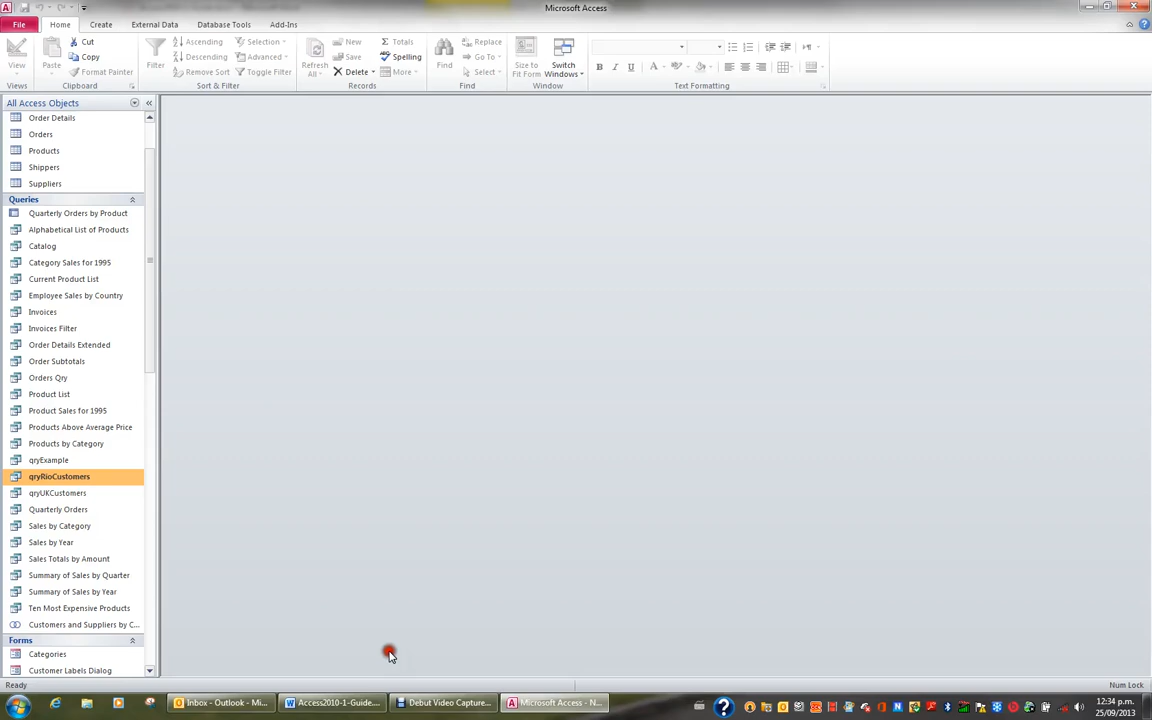 Microsoft Access
File Home Create External Data Database Tools Add-Ins
View
Views
Paste
Cut
Copy
Format Painter
Clipboard
Filter
Ascending
Descending
Remove Sort
Selection
Advanced
Toggle Filter
Sort & Filter
Refresh
All
New
Save
Delete
Totals
Spelling
More
Records
Find
Replace
Go To
Select
Find
Size to
Fit Form
Switch
Windows
Window
B I U A
Text Formatting
All Access Objects
Order Details
Orders
Products
Shippers
Suppliers
Queries
Quarterly Orders by Product
Alphabetical List of Products
Catalog
Category Sales for 1995
Current Product List
Employee Sales by Country
Invoices
Invoices Filter
Order Details Extended
Order Subtotals
Orders Qry
Product List
Product Sales for 1995
Products Above Average Price
Products by Category
qryExample
qryRioCustomers
qryUKCustomers
Quarterly Orders
Sales by Category
Sales by Year
Sales Totals by Amount
Summary of Sales by Quarter
Summary of Sales by Year
Ten Most Expensive Products
Customers and Suppliers by C...
Forms
Categories
Customer Labels Dialog
Ready
Num Lock
Inbox - Outlook - Mi...
Access2010-1-Guide....
Debut Video Capture...
Microsoft Access - N...
12:34 p.m.
25/09/2013